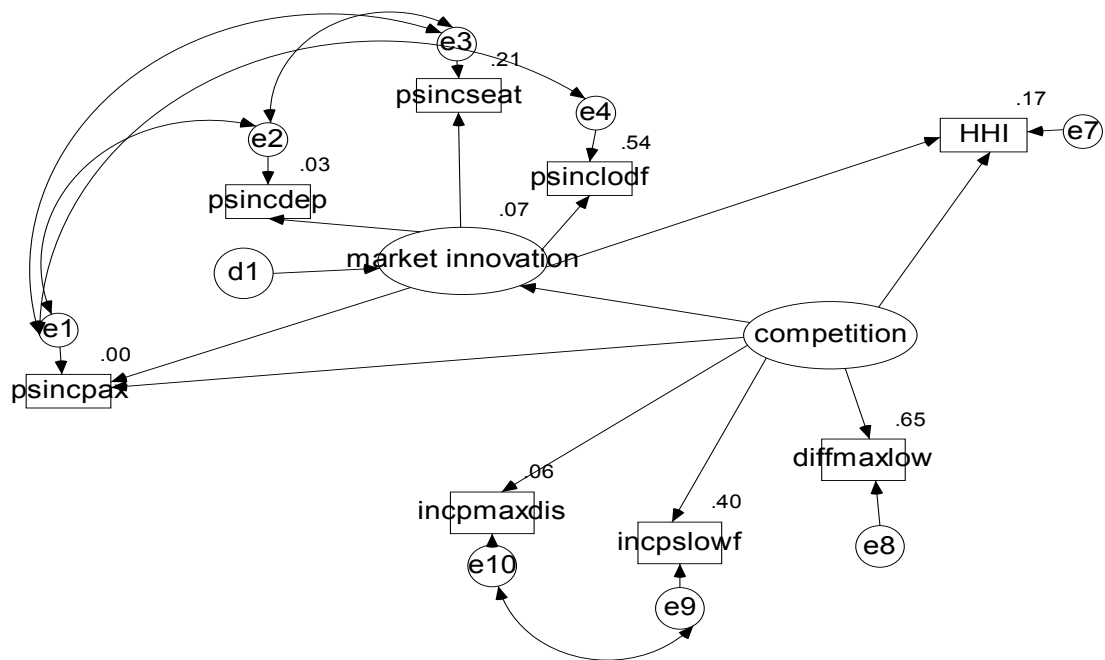 e3
.21
psincseat
e4
.17
HHI
e7
e2
.54
psinclodf
.03
psincdep
.07
market innovation
d1
e1
competition
.00
psincpax
.65
diffmaxlow
.06
incpmaxdis
.40
incpslowf
e8
e10
e9